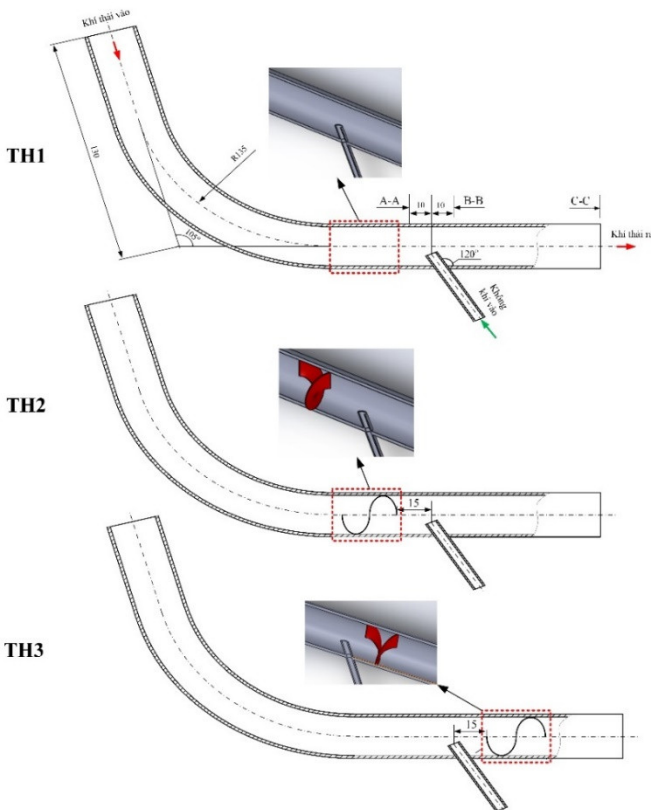 Khí thải vào
TH1
130
R135
105°
A-A
10
10
B-B
C-C
120°
Không
khí vào
Khí thải
TH2
15
TH3
15